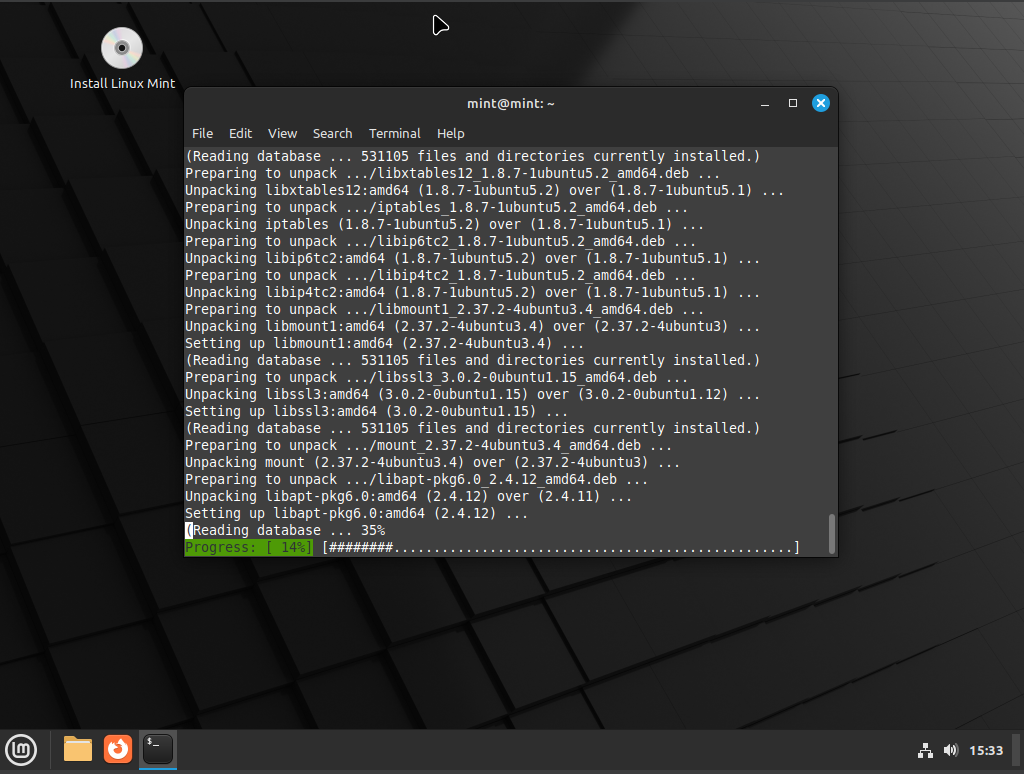 Install Linux Mint
mint@mint: ~
File Edit View Search Terminal Help
(Reading database ... 531105 files and directories currently installed.)
Preparing to unpack .../libxtables12_1.8.7-1ubuntu5.2_amd64.deb ...
Unpacking libxtables12:amd64 (1.8.7-1ubuntu5.2) over (1.8.7-1ubuntu5.1) ...
Preparing to unpack .../iptables_1.8.7-1ubuntu5.2_amd64.deb ...
Unpacking iptables (1.8.7-1ubuntu5.2) over (1.8.7-1ubuntu5.1) ...
Preparing to unpack .../libip6tc2_1.8.7-1ubuntu5.2_amd64.deb ...
Unpacking libip6tc2:amd64 (1.8.7-1ubuntu5.2) over (1.8.7-1ubuntu5.1) ...
Preparing to unpack .../libip4tc2_1.8.7-1ubuntu5.2_amd64.deb ...
Unpacking libip4tc2:amd64 (1.8.7-1ubuntu5.2) over (1.8.7-1ubuntu5.1) ...
Preparing to unpack .../libmount1_2.37.2-4ubuntu3.4_amd64.deb ...
Unpacking libmount1:amd64 (2.37.2-4ubuntu3.4) over (2.37.2-4ubuntu3) ...
Setting up libmount1:amd64 (2.37.2-4ubuntu3.4) ...
(Reading database ... 531105 files and directories currently installed.)
Preparing to unpack .../libssl3_3.0.2-0ubuntu1.15_amd64.deb ...
Unpacking libssl3:amd64 (3.0.2-0ubuntu1.15) over (3.0.2-0ubuntu1.12) ...
Setting up libssl3:amd64 (3.0.2-0ubuntu1.15) ...
(Reading database ... 531105 files and directories currently installed.)
Preparing to unpack .../mount_2.37.2-4ubuntu3.4_amd64.deb ...
Unpacking mount (2.37.2-4ubuntu3.4) over (2.37.2-4ubuntu3) ...
Preparing to unpack .../libapt-pkg6.0_2.4.12_amd64.deb ...
Unpacking libapt-pkg6.0:amd64 (2.4.12) over (2.4.11) ...
Setting up libapt-pkg6.0:amd64 (2.4.12) ...
(Reading database ... 35%
Progress: [ 14%] [########..................................................]
15:33